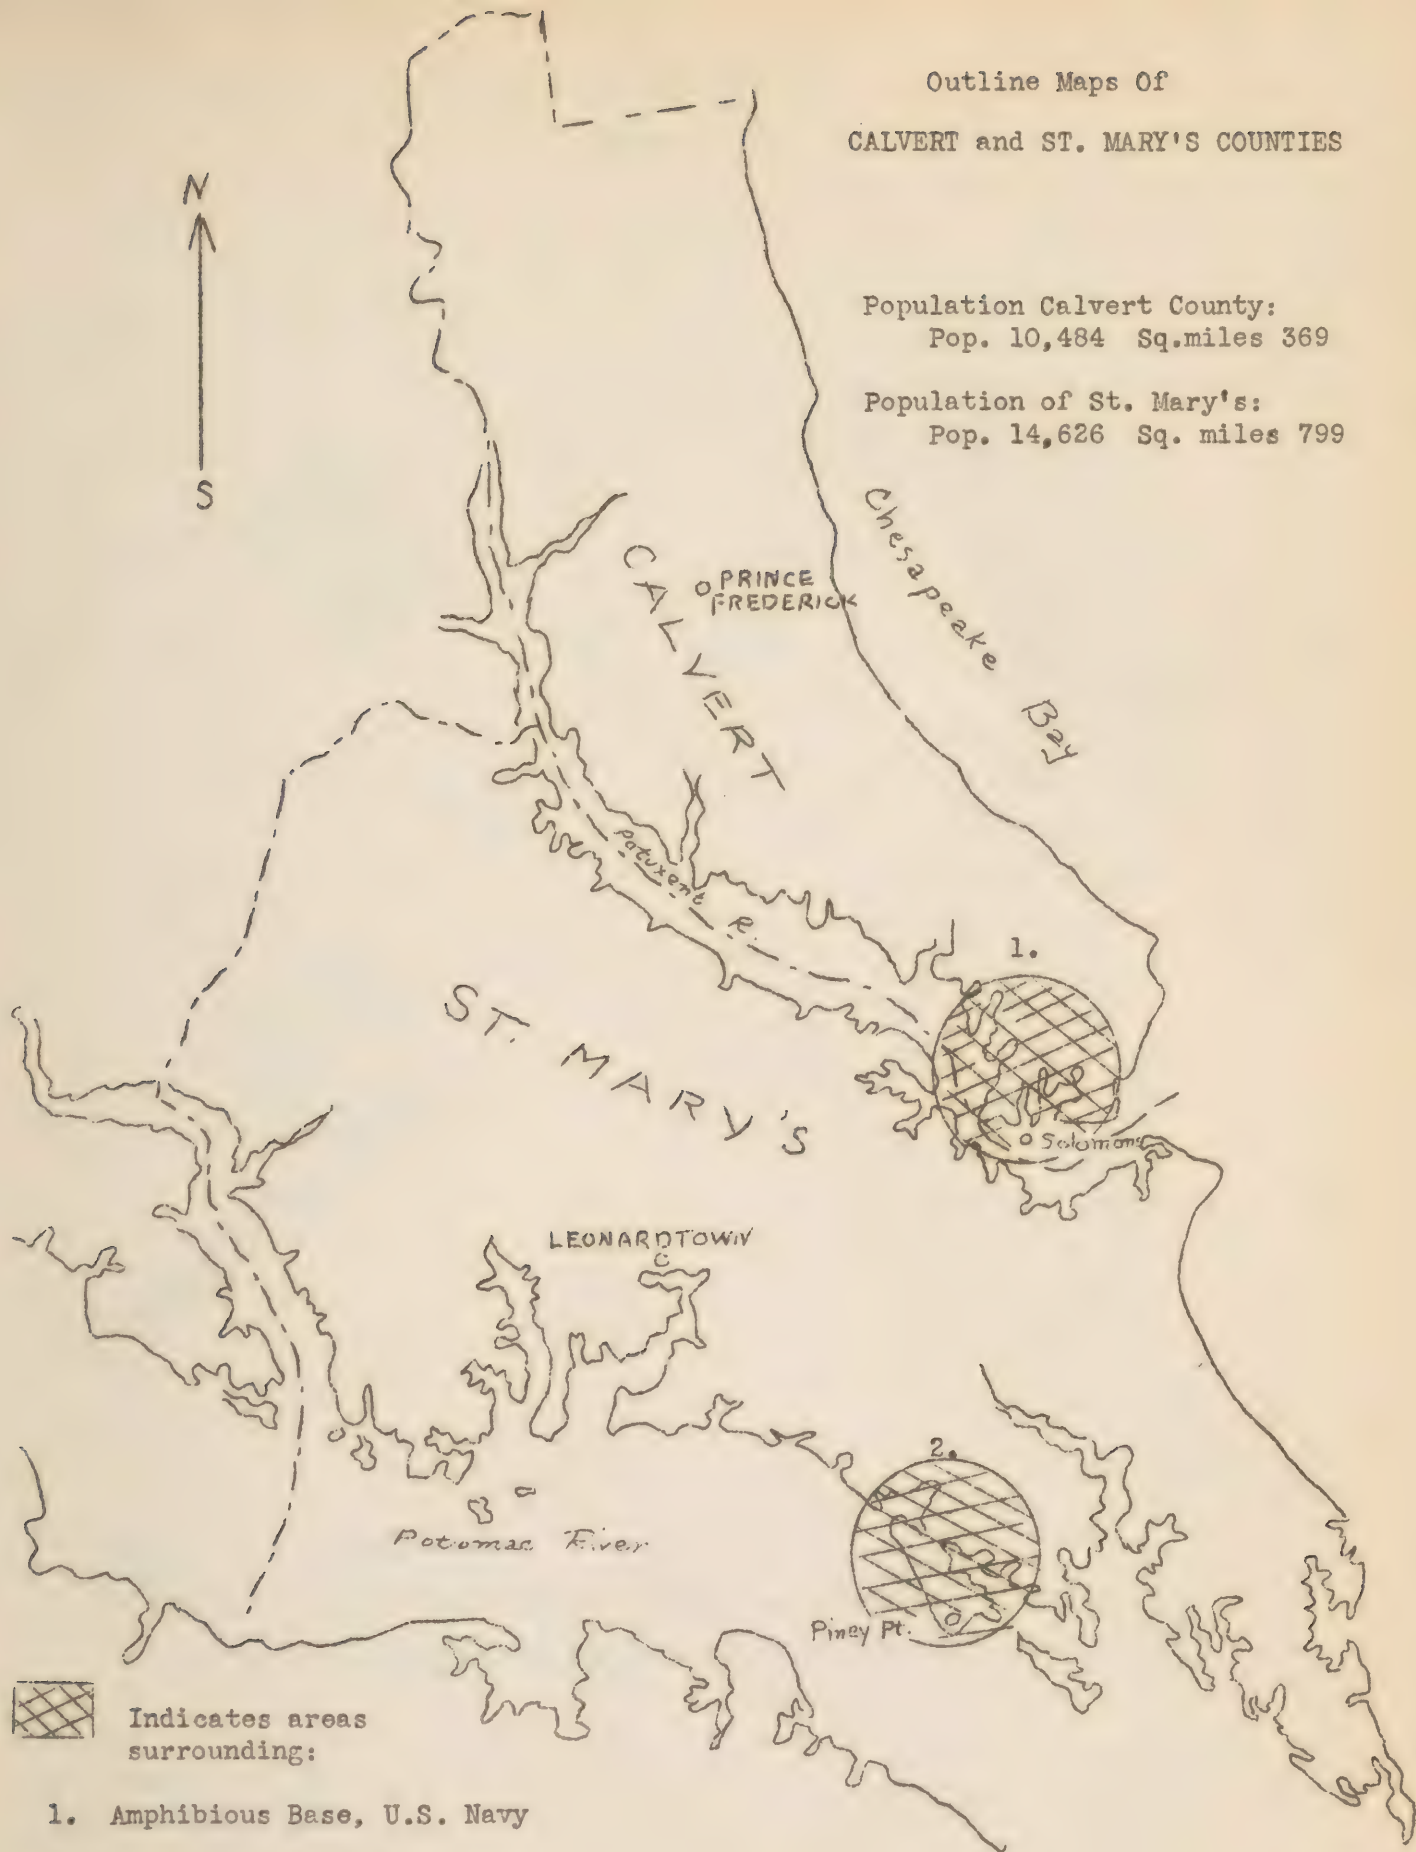 Outline Maps Of
CALVERT and ST. MARY'S COUNTIES
N
S
Population Calvert County:
Pop. 10,484 Sq.miles 369
Population of St. Mary's:
Pop. 14,626 Sq. miles 799
Chesapeake Bay
CALVERT
PRINCE
FREDERICK
Patuxent R.
1.
Solomons
ST. MARY'S
LEONARDTOWN
2.
Potomac River
Piney Pt.
Indicates areas
surrounding:
1. Amphibious Base, U.S. Navy